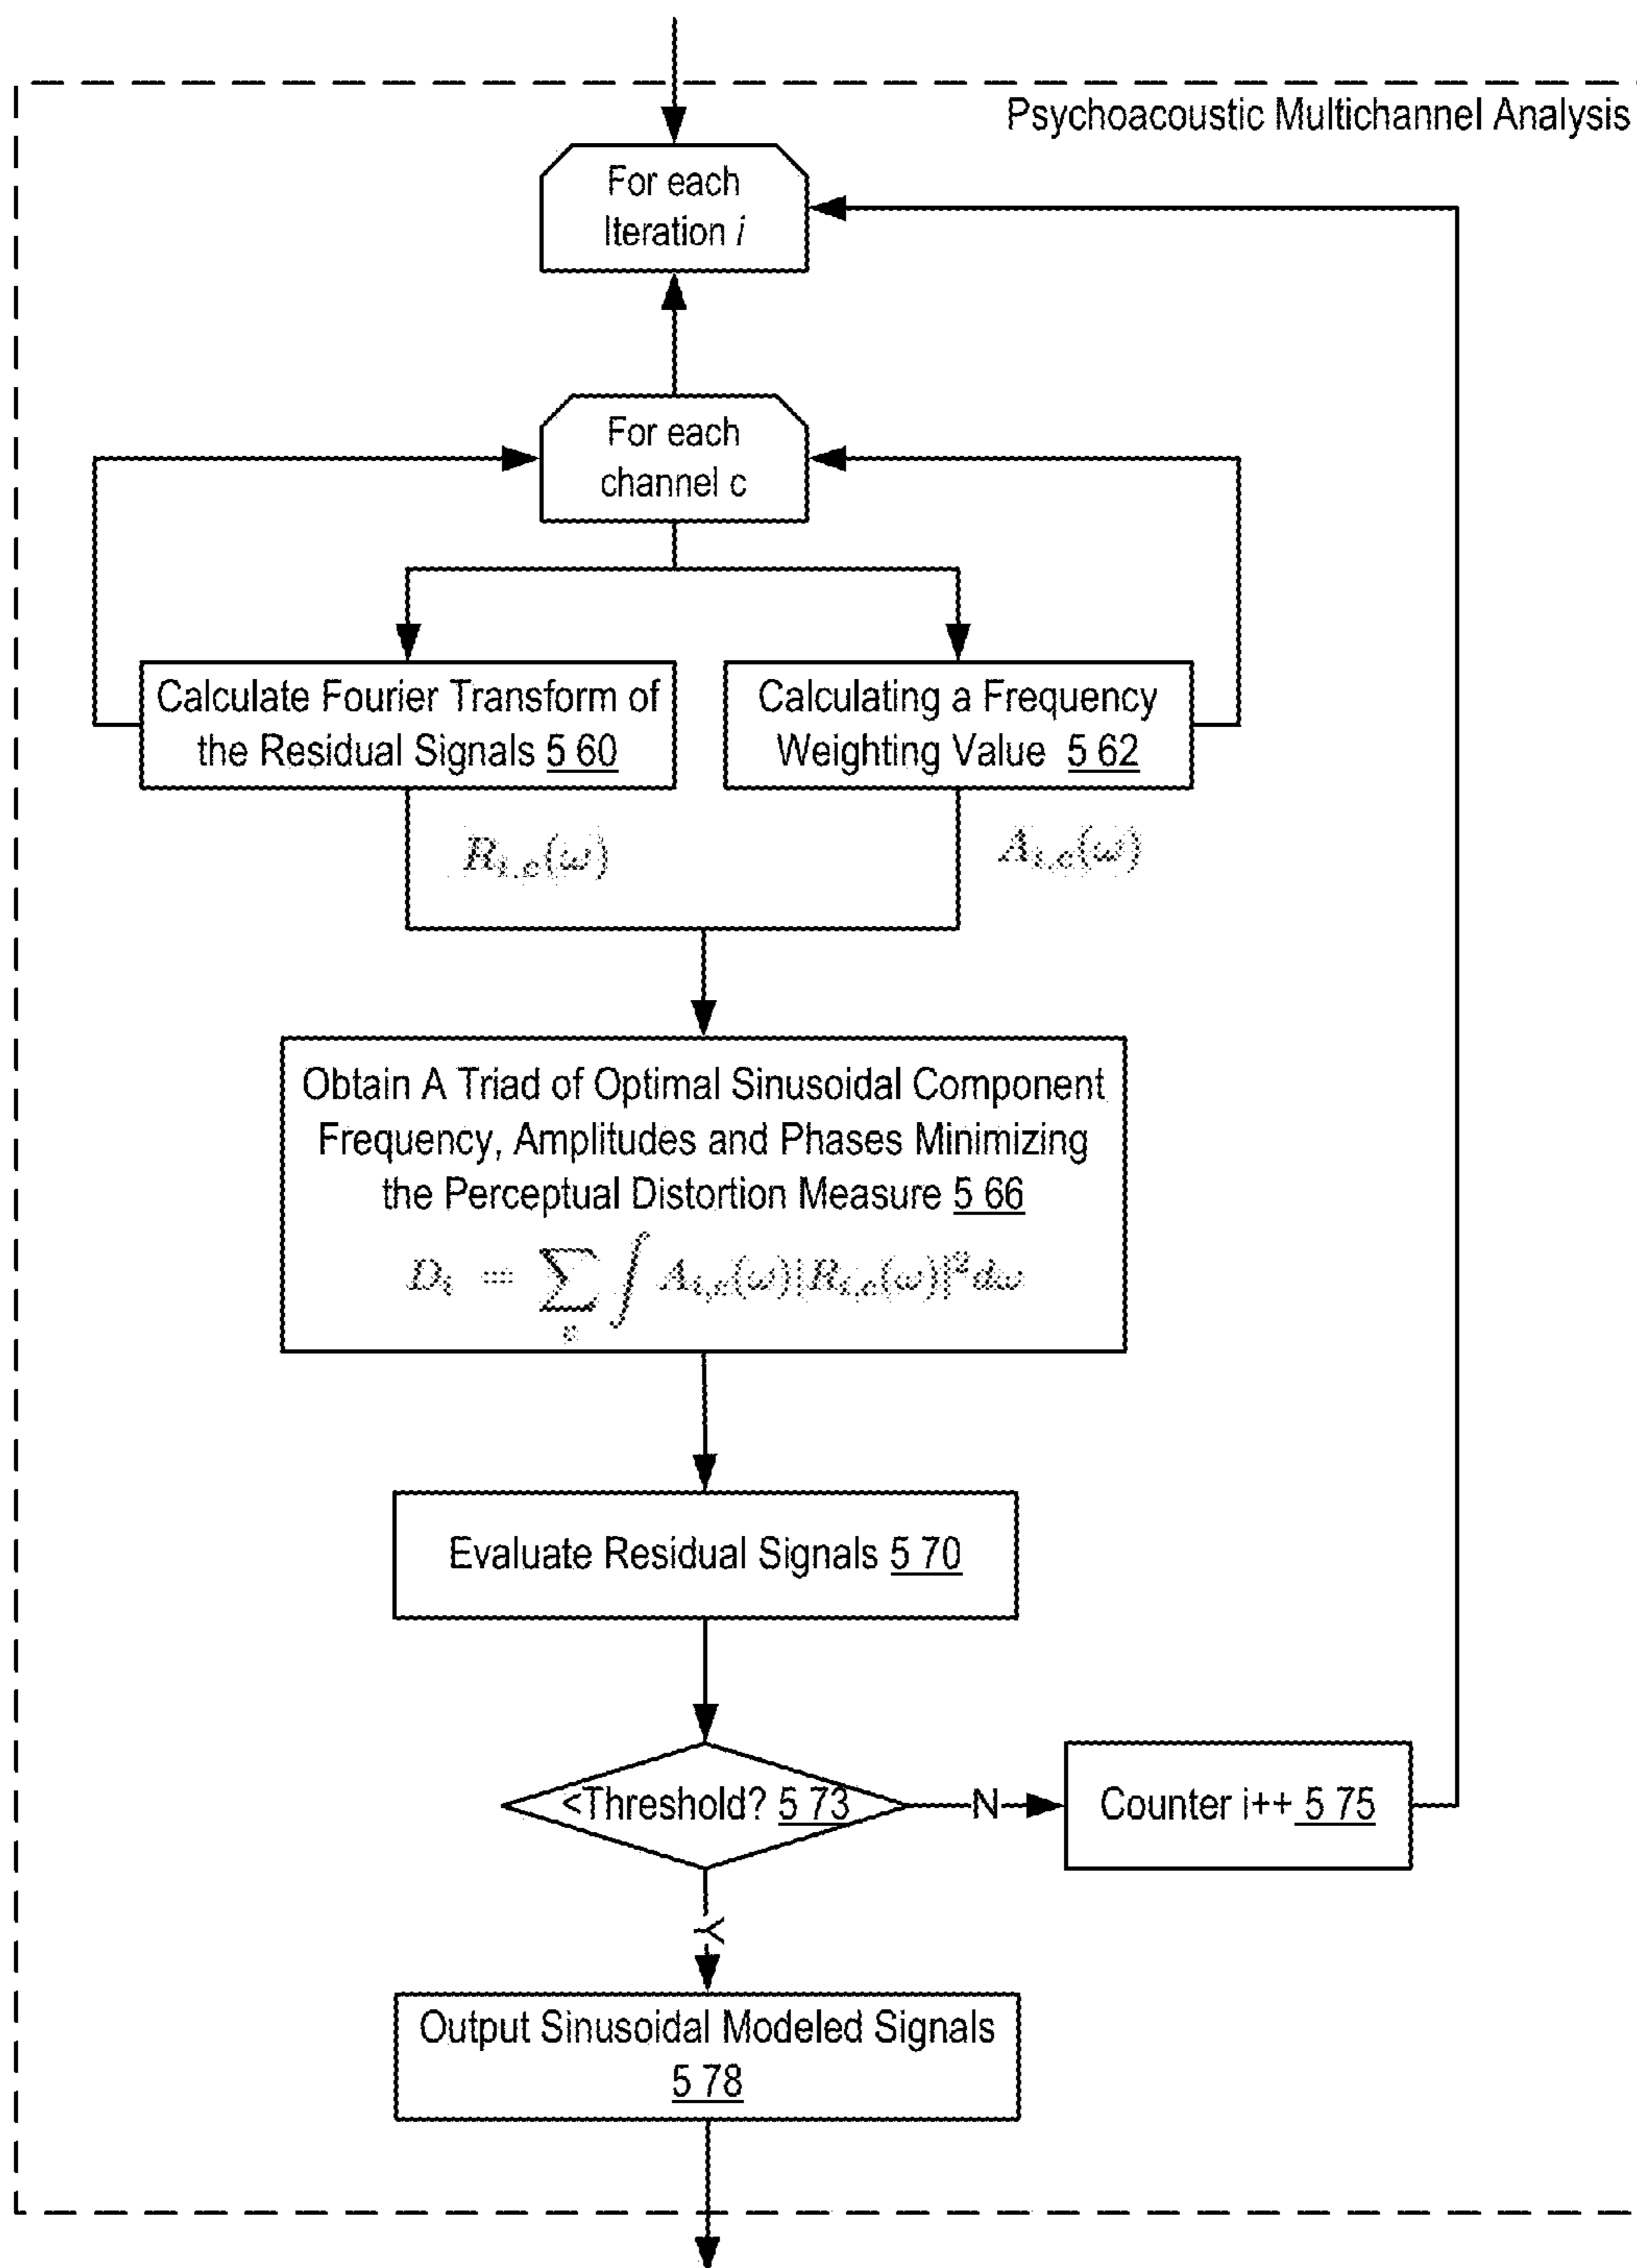 Psychoacoustic Multichannel Analysis
For each
Iteration i
For each
channel c
Calculate Fourier Transform of
the Residual Signals 5 60
Calculating a Frequency
Weighting Value 5 62
R_{i,c}(ω)
A_{i,c}(ω)
Obtain A Triad of Optimal Sinusoidal Component
Frequency, Amplitudes and Phases Minimizing
the Perceptual Distortion Measure 5 66
D_i = ∑_c ∫ A_{i,c}(ω)|R_{i,c}(ω)|²dω
Evaluate Residual Signals 5 70
<Threshold? 5 73
N
Counter i++ 5 75
Y
Output Sinusoidal Modeled Signals
5 78